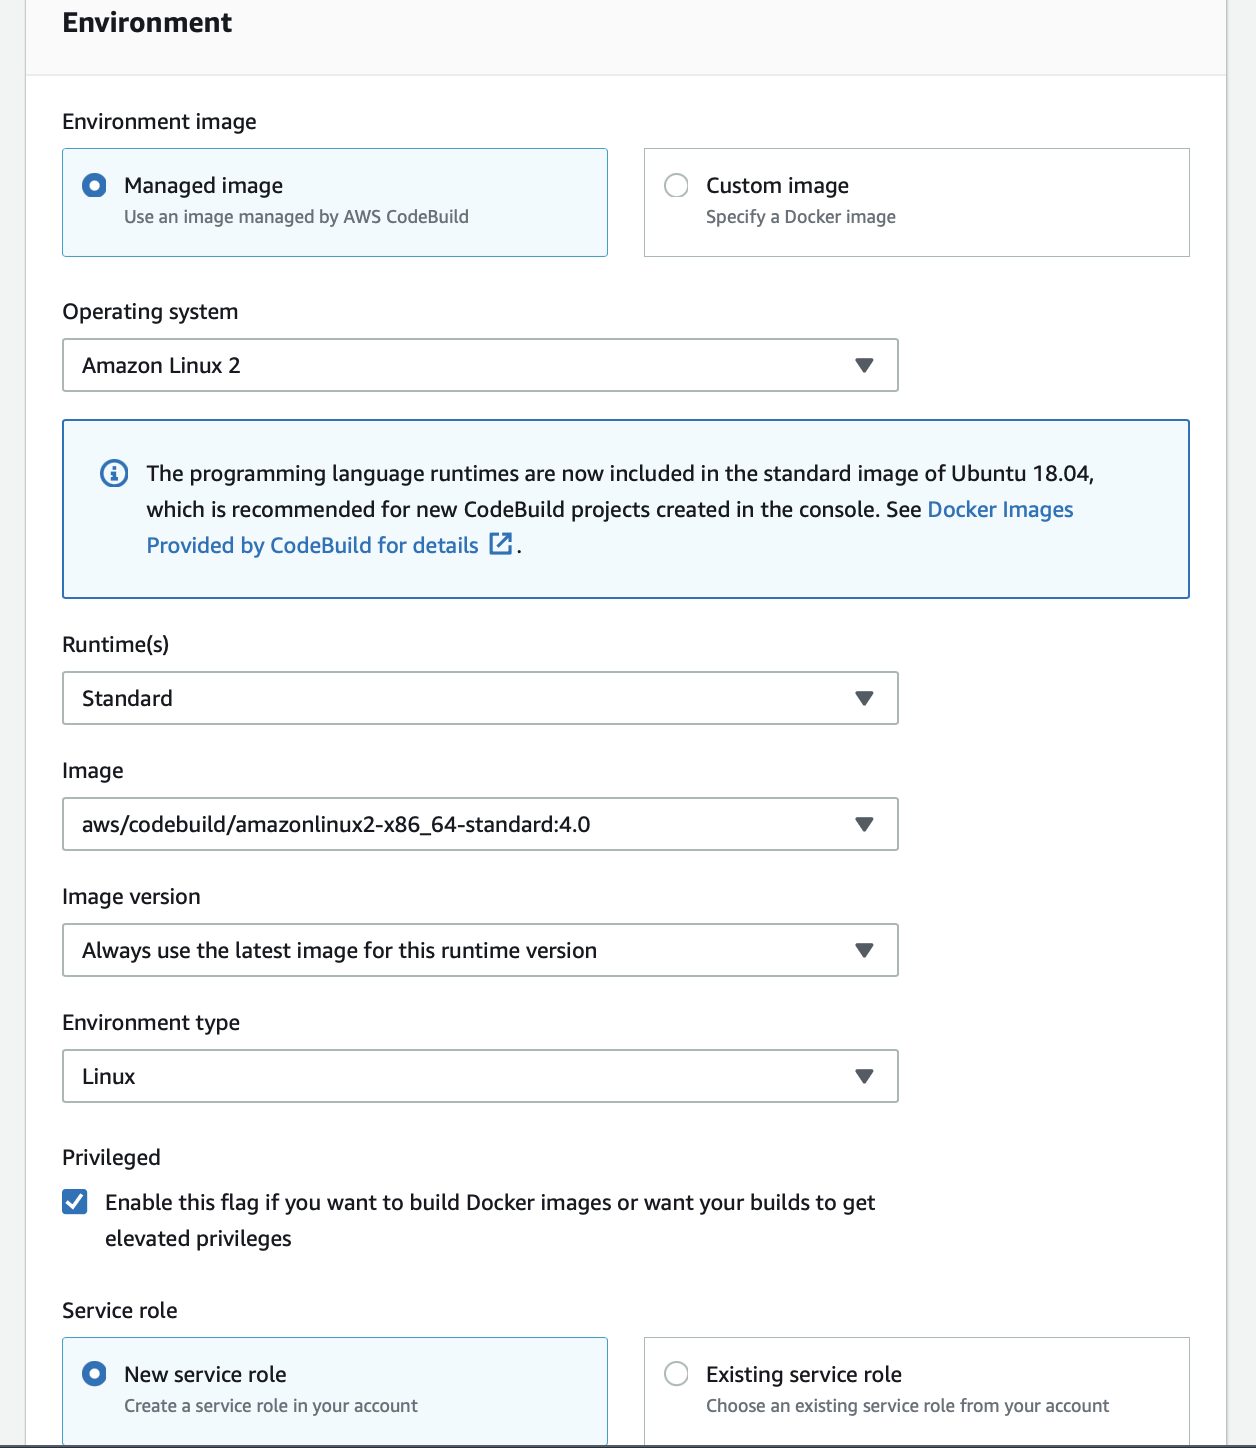 Environment
Environment image
Managed image
Use an image managed by AWS CodeBuild
Custom image
Specify a Docker image
Operating system
Amazon Linux 2
The programming language runtimes are now included in the standard image of Ubuntu 18.04,
which is recommended for new CodeBuild projects created in the console. See Docker Images
Provided by CodeBuild for details .
Runtime(s)
Standard
Image
aws/codebuild/amazonlinux2-x86_64-standard:4.0
Image version
Always use the latest image for this runtime version
Environment type
Linux
Privileged
Enable this flag if you want to build Docker images or want your builds to get
elevated privileges
Service role
New service role
Create a service role in your account
Existing service role
Choose an existing service role from your account